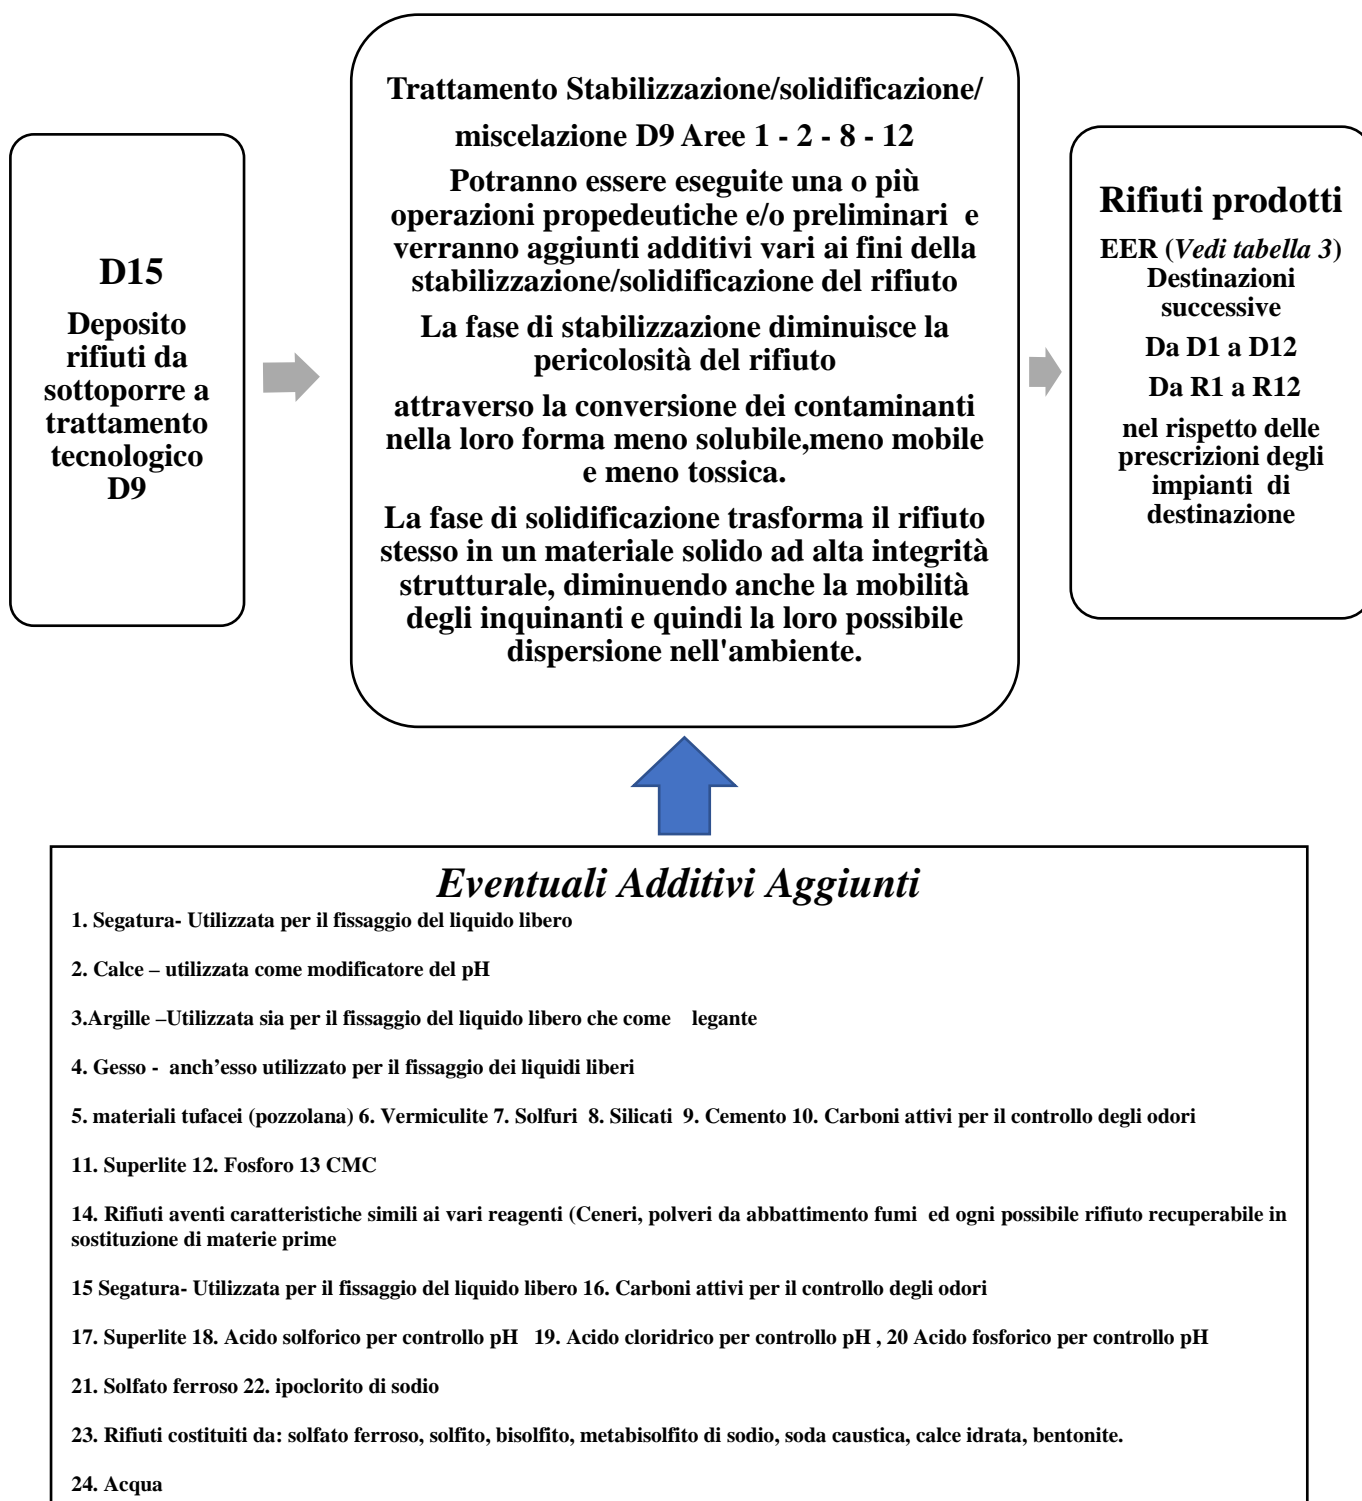 D15
Deposito
rifiuti da
sottoporre a
trattamento
tecnologico
D9
Trattamento Stabilizzazione/solidificazione/
miscelazione D9 Aree 1 - 2 - 8 - 12
Potranno essere eseguite una o più
operazioni propedeutiche e/o preliminari e
verranno aggiunti additivi vari ai fini della
stabilizzazione/solidificazione del rifiuto
La fase di stabilizzazione diminuisce la
pericolosità del rifiuto
attraverso la conversione dei contaminanti
nella loro forma meno solubile,meno mobile
e meno tossica.
La fase di solidificazione trasforma il rifiuto
stesso in un materiale solido ad alta integrità
strutturale, diminuendo anche la mobilità
degli inquinanti e quindi la loro possibile
dispersione nell'ambiente.
Rifiuti prodotti
EER (Vedi tabella 3)
Destinazioni
successive
Da D1 a D12
Da R1 a R12
nel rispetto delle
prescrizioni degli
impianti di
destinazione
Eventuali Additivi Aggiunti
1. Segatura- Utilizzata per il fissaggio del liquido libero
2. Calce – utilizzata come modificatore del pH
3.Argille –Utilizzata sia per il fissaggio del liquido libero che come legante
4. Gesso - anch’esso utilizzato per il fissaggio dei liquidi liberi
5. materiali tufacei (pozzolana) 6. Vermiculite 7. Solfuri 8. Silicati 9. Cemento 10. Carboni attivi per il controllo degli odori
11. Superlite 12. Fosforo 13 CMC
14. Rifiuti aventi caratteristiche simili ai vari reagenti (Ceneri, polveri da abbattimento fumi ed ogni possibile rifiuto recuperabile in
sostituzione di materie prime
15 Segatura- Utilizzata per il fissaggio del liquido libero 16. Carboni attivi per il controllo degli odori
17. Superlite 18. Acido solforico per controllo pH 19. Acido cloridrico per controllo pH , 20 Acido fosforico per controllo pH
21. Solfato ferroso 22. ipoclorito di sodio
23. Rifiuti costituiti da: solfato ferroso, solfito, bisolfito, metabisolfito di sodio, soda caustica, calce idrata, bentonite.
24. Acqua